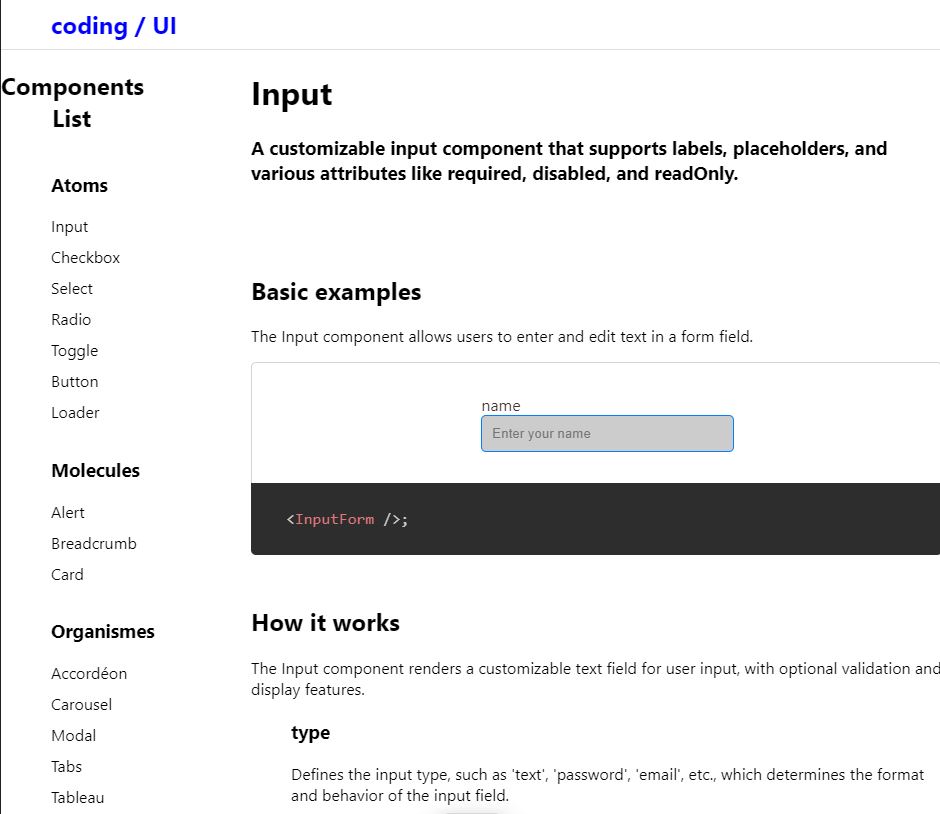 coding / UI
Components
List
Atoms
Input
Checkbox
Select
Radio
Toggle
Button
Loader
Molecules
Alert
Breadcrumb
Card
Organismes
Accordéon
Carousel
Modal
Tabs
Tableau
Input
A customizable input component that supports labels, placeholders, and
various attributes like required, disabled, and readOnly.
Basic examples
The Input component allows users to enter and edit text in a form field.
name
Enter your name
<InputForm />;
How it works
The Input component renders a customizable text field for user input, with optional validation and
display features.
type
Defines the input type, such as 'text', 'password', 'email', etc., which determines the format
and behavior of the input field.